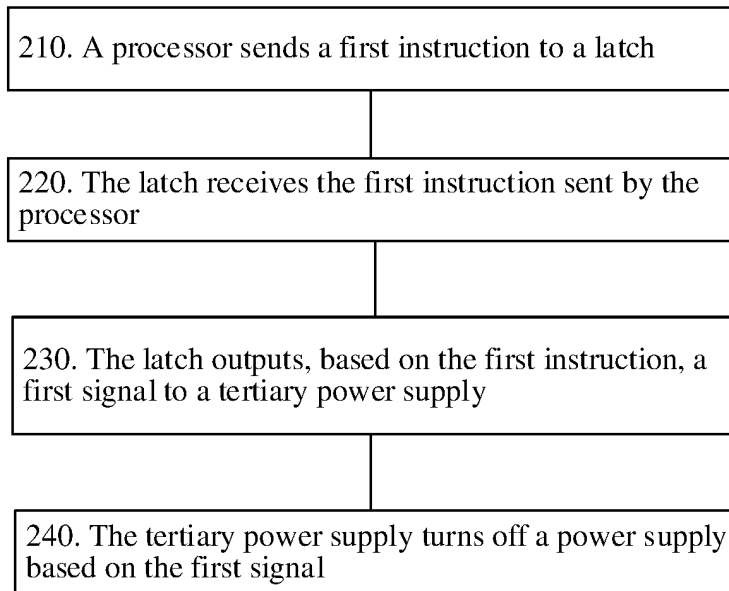 210. A processor sends a first instruction to a latch
220. The latch receives the first instruction sent by the
processor
230. The latch outputs, based on the first instruction, a
first signal to a tertiary power supply
240. The tertiary power supply turns off a power supply
based on the first signal